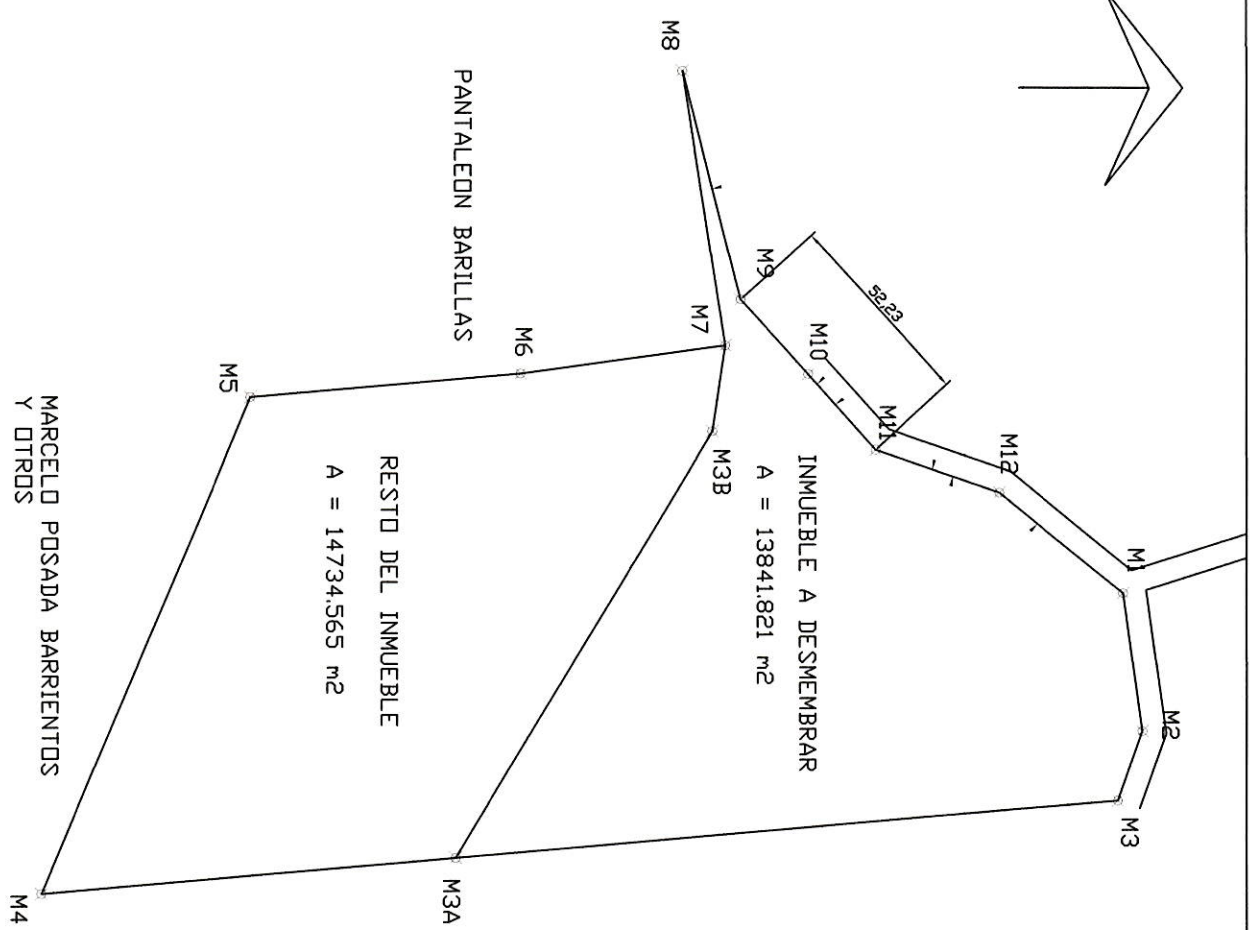 M8
PANTALEON BARILLAS
M9
52,23
M10
M7
M6
M5
M11
M12
M3B
INMUEBLE A DESMEMBRAR
A = 13841.821 m2
RESTO DEL INMUEBLE
A = 14734.565 m2
MARCELO POSADA BARRIENTOS
Y OTROS
M1
M2
M3
M3A
M4